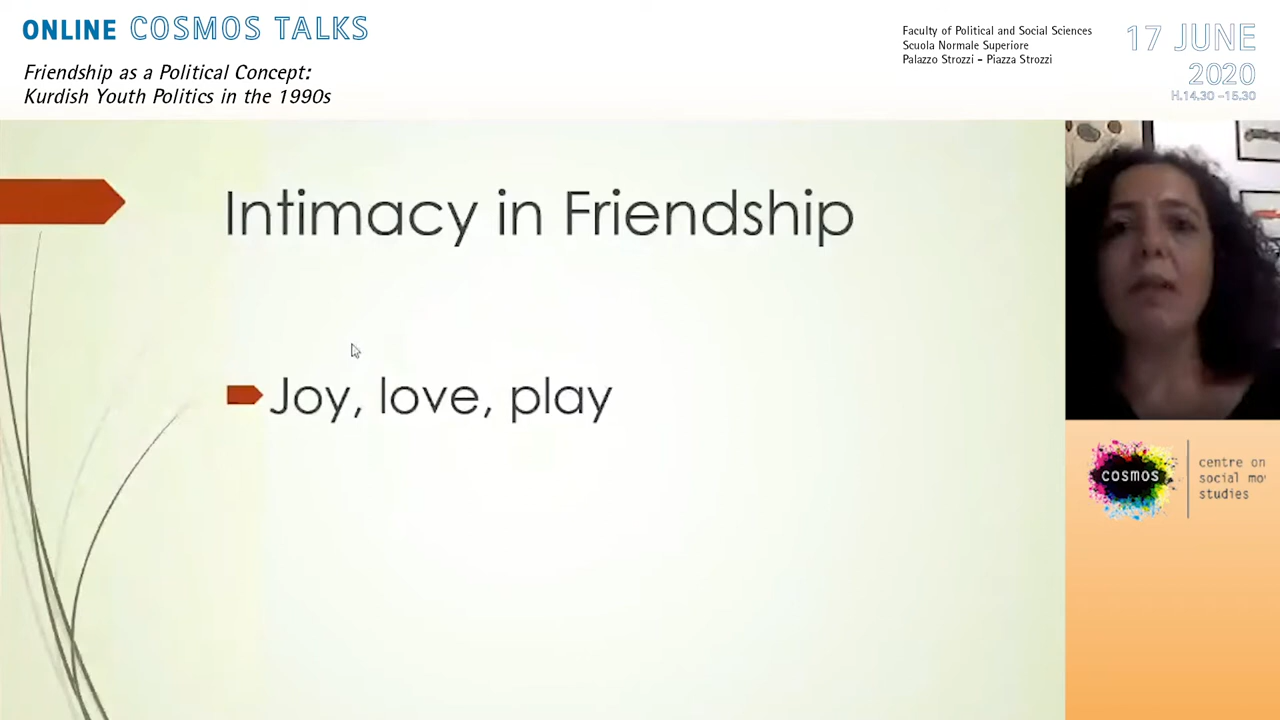 ONLINE COSMOS TALKS
Friendship as a Political Concept:
Kurdish Youth Politics in the 1990s
Faculty of Political and Social Sciences
Scuola Normale Superiore
Palazzo Strozzi - Piazza Strozzi
17 JUNE
2020
H.14.30 -15.30
Intimacy in Friendship
Joy, love, play
cosmos
centre on
social mo
studies